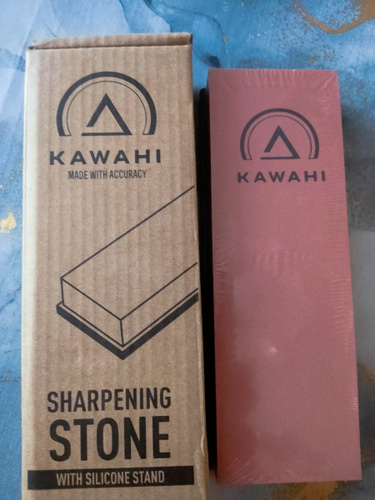 KAWAHI
MADE WITH ACCURACY
SHARPENING
STONE
WITH SILICONE STAND
KAWAHI